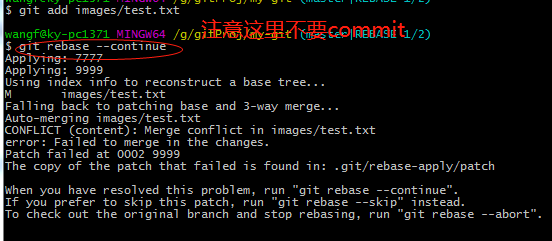 $ git add images/test.txt
注意这里不要commit
wangf@ky-pc1371 MINGW64 /g/gitProj/my-git (master|REBASE 1/2)
$ git rebase --continue
Applying: 7777
Applying: 9999
Using index info to reconstruct a base tree...
M       images/test.txt
Falling back to patching base and 3-way merge...
Auto-merging images/test.txt
CONFLICT (content): Merge conflict in images/test.txt
error: Failed to merge in the changes.
Patch failed at 0002 9999
The copy of the patch that failed is found in: .git/rebase-apply/patch
When you have resolved this problem, run "git rebase --continue".
If you prefer to skip this patch, run "git rebase --skip" instead.
To check out the original branch and stop rebasing, run "git rebase --abort".